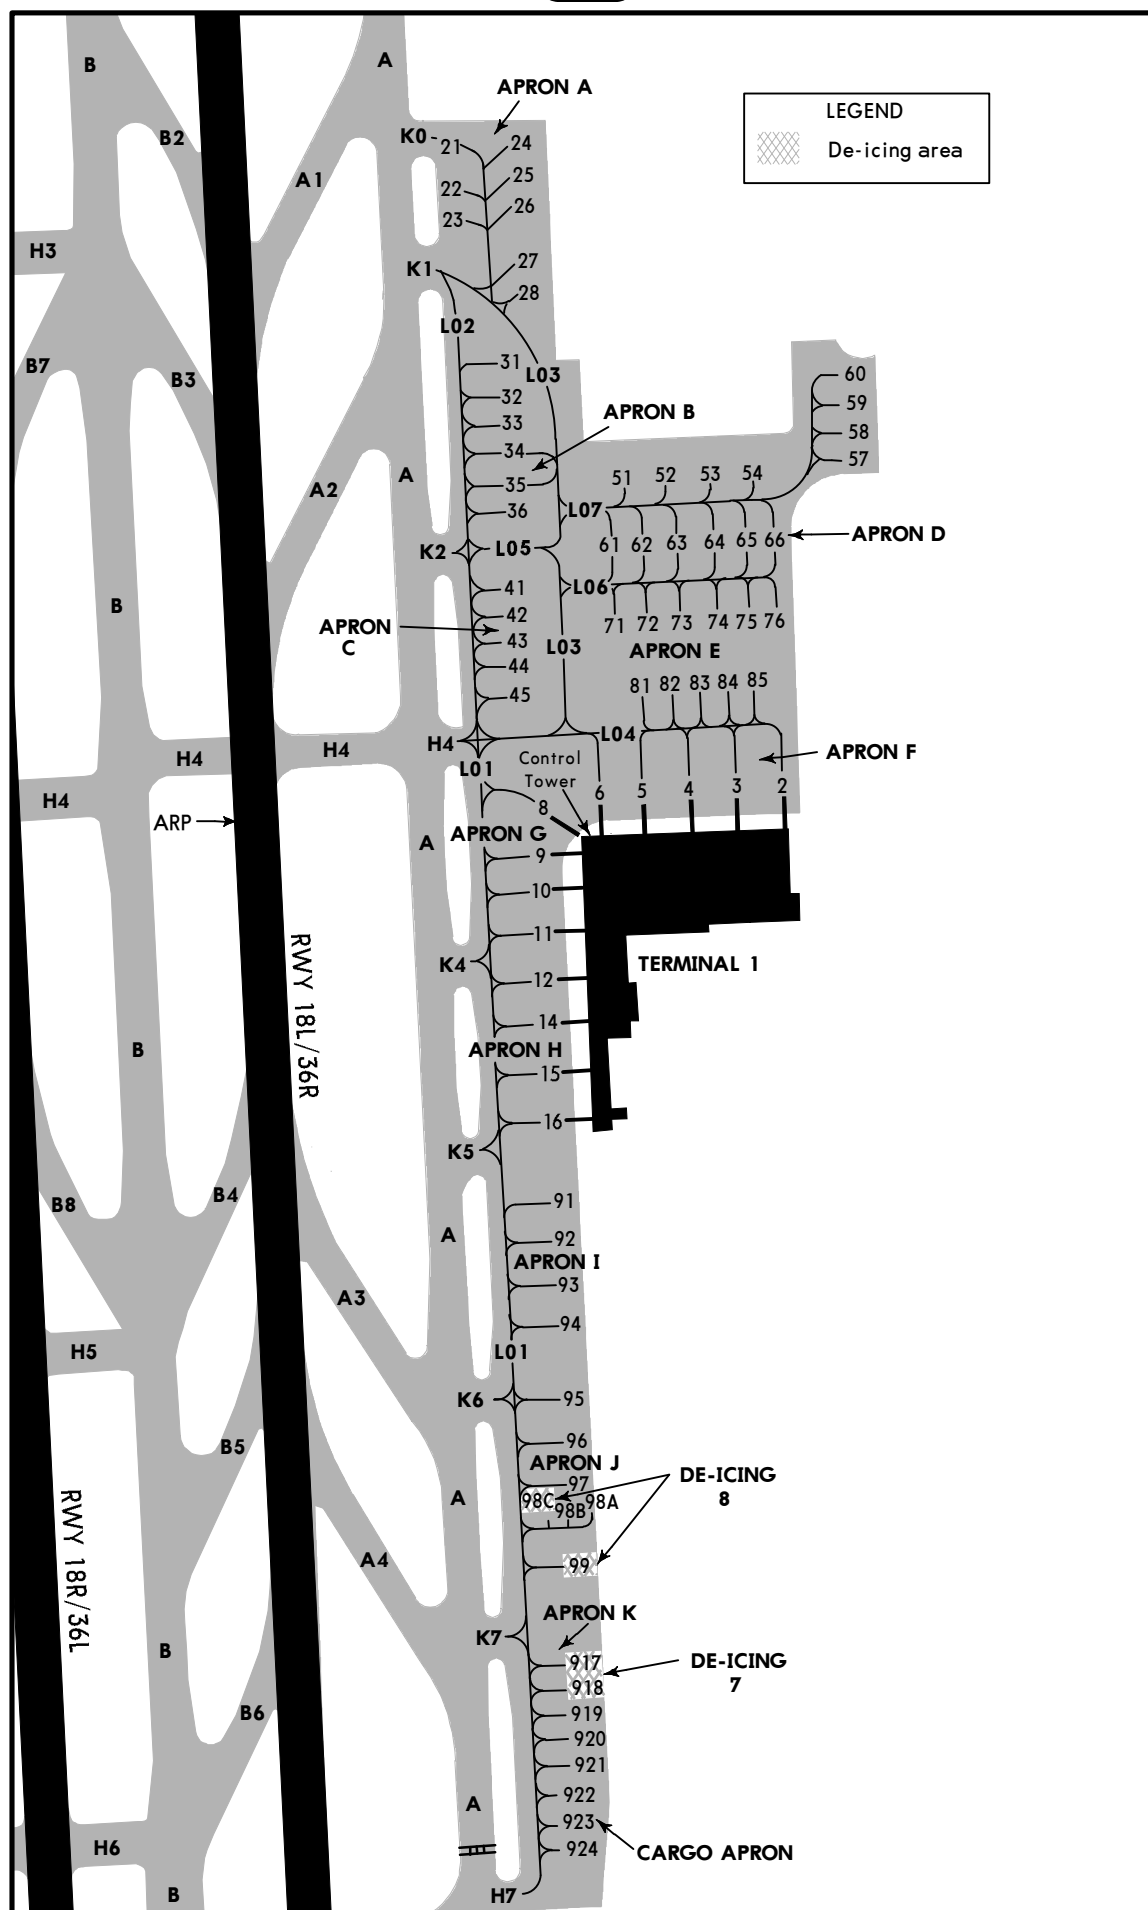 B
A
APRON A
LEGEND
De-icing area
B2
K0
21
24
A1
22
25
23
26
H3
K1
27
28
L02
B7
B3
31
L03
60
32
59
APRON B
33
58
34
57
A2
A
35
51
52
53
54
36
L07
K2
L05
61
62
63
64
65
66
APRON D
41
L06
B
APRON
C
42
43
71
72
73
74
75
76
L03
APRON E
44
45
81
82
83
84
85
H4
H4
H4
L04
APRON F
L01
Control
Tower
H4
ARP
8
6
5
4
3
2
A
APRON G
9
10
11
K4
12
TERMINAL 1
RWY 18L/36R
14
B
APRON H
15
16
K5
B8
B4
91
A
92
APRON I
93
A3
94
H5
L01
K6
95
B5
96
APRON J
97
DE-ICING
8
A
98C
98B
98A
RWY 18R/36L
A4
99
APRON K
K7
B
917
DE-ICING
7
918
B6
919
920
921
922
A
923
H6
924
CARGO APRON
B
H7